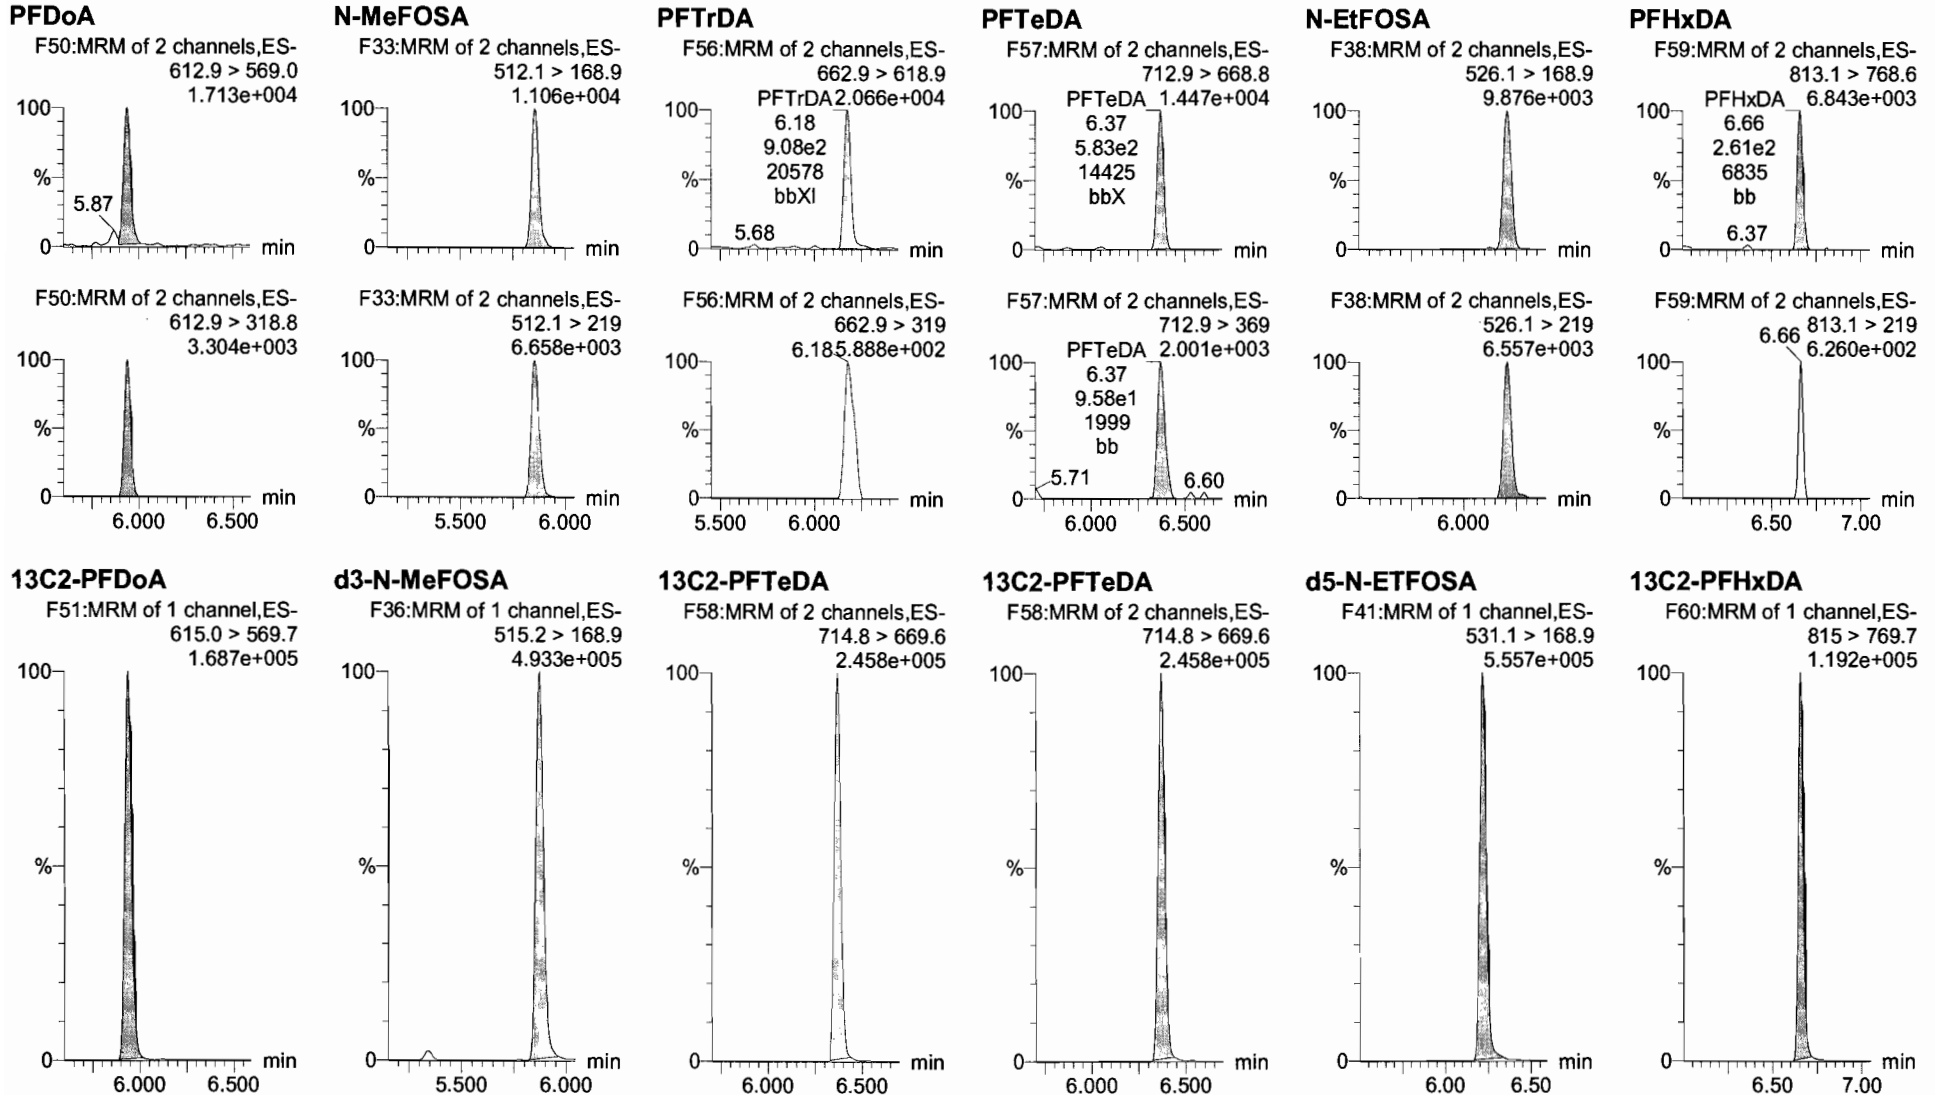 PFDoA
F50:MRM of 2 channels,ES-
612.9 > 569.0
1.713e+004
100
%
5.87
0
min
F50:MRM of 2 channels,ES-
612.9 > 318.8
3.304e+003
100
%
0
min
6.000 6.500
N-MeFOSA
F33:MRM of 2 channels,ES-
512.1 > 168.9
1.106e+004
100
%
0
min
F33:MRM of 2 channels,ES-
512.1 > 219
6.658e+003
100
%
0
min
5.500 6.000
PFTrDA
F56:MRM of 2 channels,ES-
662.9 > 618.9
PFTrDA 2.066e+004
100
6.18
9.08e2
20578
bbXI
%
5.68
0
min
F56:MRM of 2 channels,ES-
662.9 > 319
6.18 5.888e+002
100
%
0
min
5.500 6.000
PFTeDA
F57:MRM of 2 channels,ES-
712.9 > 668.8
PFTeDA 1.447e+004
100
6.37
5.83e2
14425
bbX
%
0
min
F57:MRM of 2 channels,ES-
712.9 > 369
PFTeDA 2.001e+003
100
6.37
9.58e1
1999
bb
%
5.71
6.60
0
min
6.000 6.500
N-EtFOSA
F38:MRM of 2 channels,ES-
526.1 > 168.9
9.876e+003
100
%
0
min
F38:MRM of 2 channels,ES-
526.1 > 219
6.557e+003
100
%
0
min
6.000
PFHxDA
F59:MRM of 2 channels,ES-
813.1 > 768.6
PFHxDA 6.843e+003
100
6.66
2.61e2
6835
bb
%
6.37
0
min
F59:MRM of 2 channels,ES-
813.1 > 219
6.66 6.260e+002
100
%
0
min
6.50 7.00
13C2-PFDoA
F51:MRM of 1 channel,ES-
615.0 > 569.7
1.687e+005
100
%
0
min
6.000 6.500
d3-N-MeFOSA
F36:MRM of 1 channel,ES-
515.2 > 168.9
4.933e+005
100
%
0
min
5.500 6.000
13C2-PFTeDA
F58:MRM of 2 channels,ES-
714.8 > 669.6
2.458e+005
100
%
0
min
6.000 6.500
13C2-PFTeDA
F58:MRM of 2 channels,ES-
714.8 > 669.6
2.458e+005
100
%
0
min
6.000 6.500
d5-N-ETFOSA
F41:MRM of 1 channel,ES-
531.1 > 168.9
5.557e+005
100
%
0
min
6.00 6.50
13C2-PFHxDA
F60:MRM of 1 channel,ES-
815 > 769.7
1.192e+005
100
%
0
min
6.50 7.00